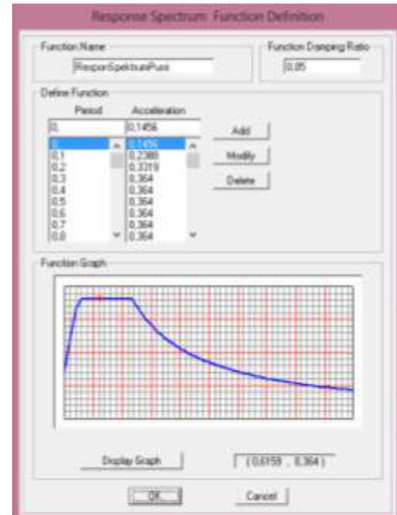 Response Spectrum Function Definition
Function Name
Function Damping Ratio
ResponSpektrumPuso
0,05
Define Function
Period Acceleration
0, 0,1456
Add
Modify
Delete
0, 0,1456
0,1 0,2388
0,2 0,3319
0,3 0,364
0,4 0,364
0,5 0,364
0,6 0,364
0,7 0,364
0,8 0,364
Function Graph
Display Graph
(0,6159 , 0,364)
OK
Cancel